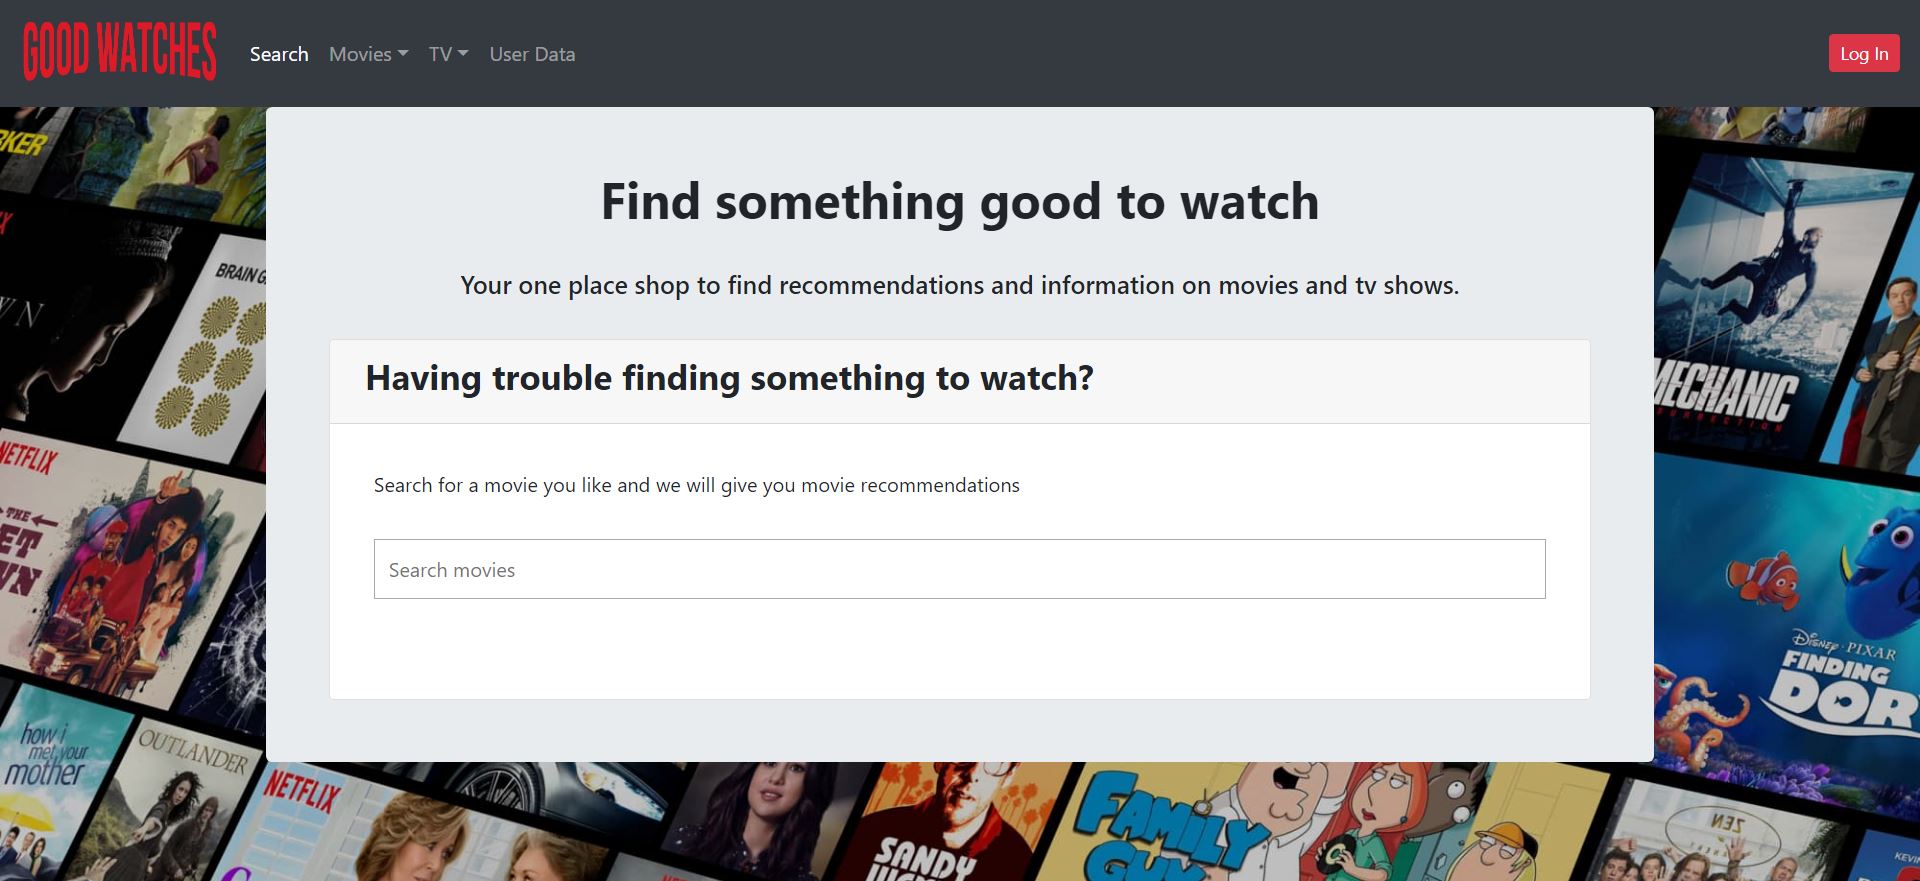 GOOD WATCHES
Search
Movies
TV
User Data
Log In
Find something good to watch
Your one place shop to find recommendations and information on movies and tv shows.
Having trouble finding something to watch?
Search for a movie you like and we will give you movie recommendations
Search movies
BRAIN
MECHANIC
NETFLIX
THE
DISNEY · PIXAR
FINDING
how i
met your
mother
OUTLANDER
NETFLIX
SANDY
FAMILY
ZEN